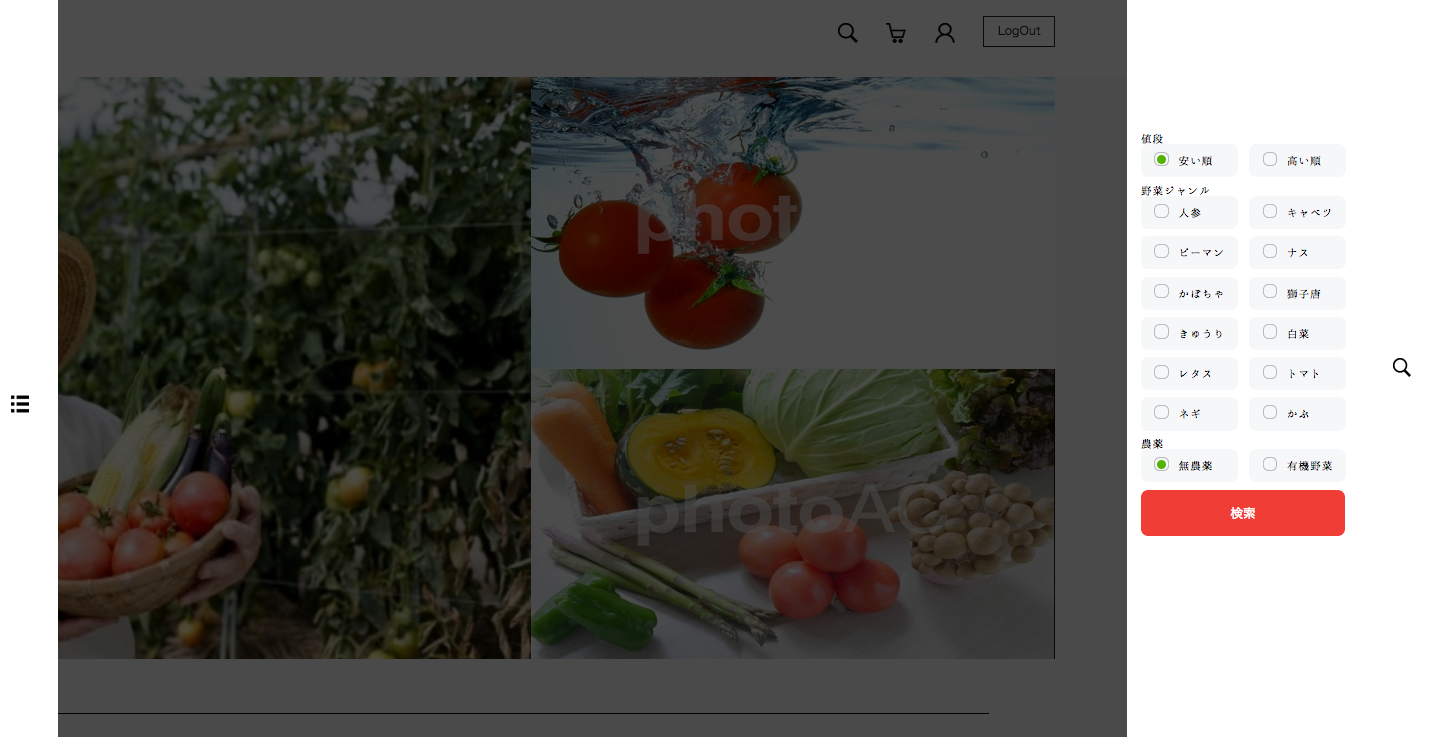 LogOut
phot
photoAC
値段
安い順 高い順
野菜ジャンル
人参 キャベツ
ピーマン ナス
かぼちゃ 獅子唐
きゅうり 白菜
レタス トマト
ネギ かぶ
農薬
無農薬 有機野菜
検索